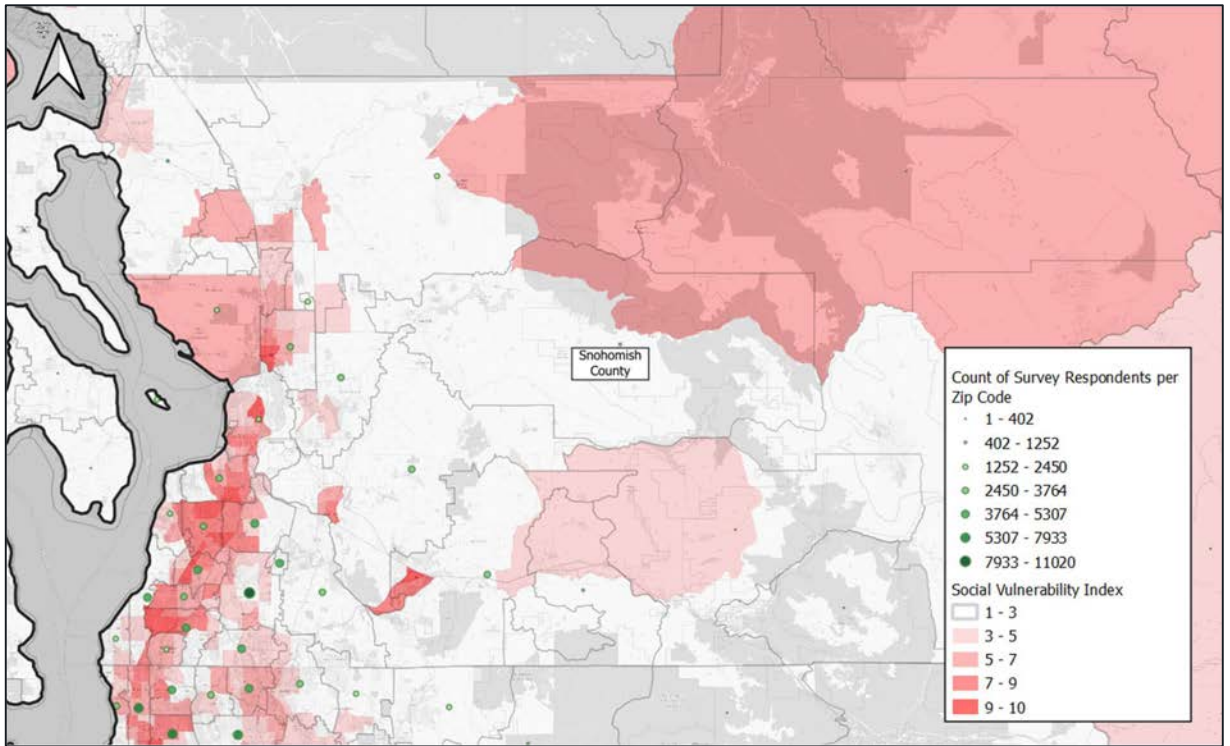 Snohomish
County
Count of Survey Respondents per
Zip Code
1 - 402
402 - 1252
1252 - 2450
2450 - 3764
3764 - 5307
5307 - 7933
7933 - 11020
Social Vulnerability Index
1 - 3
3 - 5
5 - 7
7 - 9
9 - 10